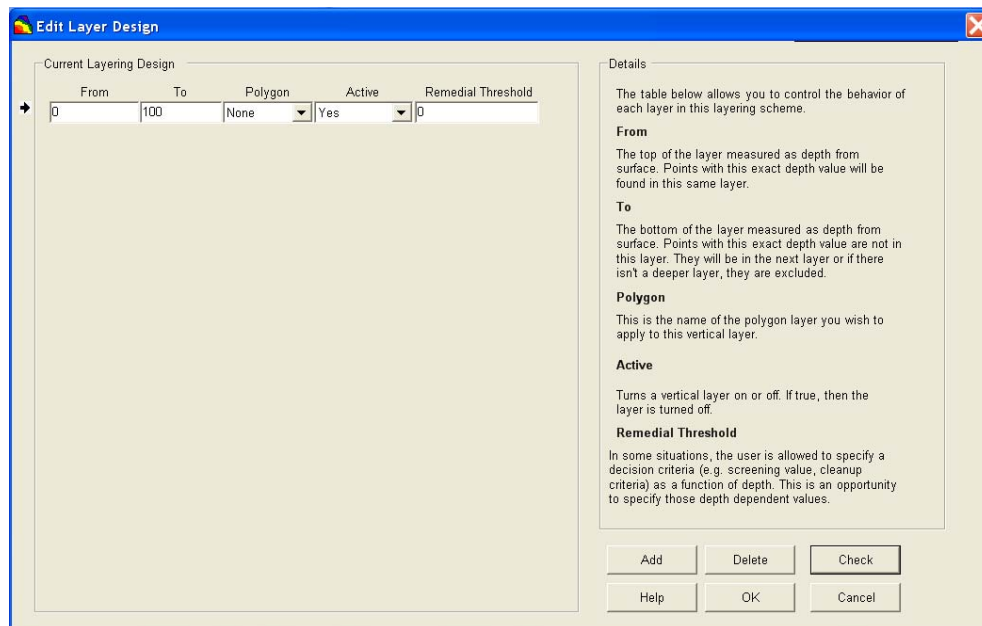 Edit Layer Design
Current Layering Design
From To Polygon Active Remedial Threshold
0 100 None Yes 0
Details
The table below allows you to control the behavior of
each layer in this layering scheme.
From
The top of the layer measured as depth from
surface. Points with this exact depth value will be
found in this same layer.
To
The bottom of the layer measured as depth from
surface. Points with this exact depth value are not in
this layer. They will be in the next layer or if there
isn't a deeper layer, they are excluded.
Polygon
This is the name of the polygon layer you wish to
apply to this vertical layer.
Active
Turns a vertical layer on or off. If true, then the
layer is turned off.
Remedial Threshold
In some situations, the user is allowed to specify a
decision criteria (e.g. screening value, cleanup
criteria) as a function of depth. This is an opportunity
to specify those depth dependent values.
Add Delete Check
Help OK Cancel